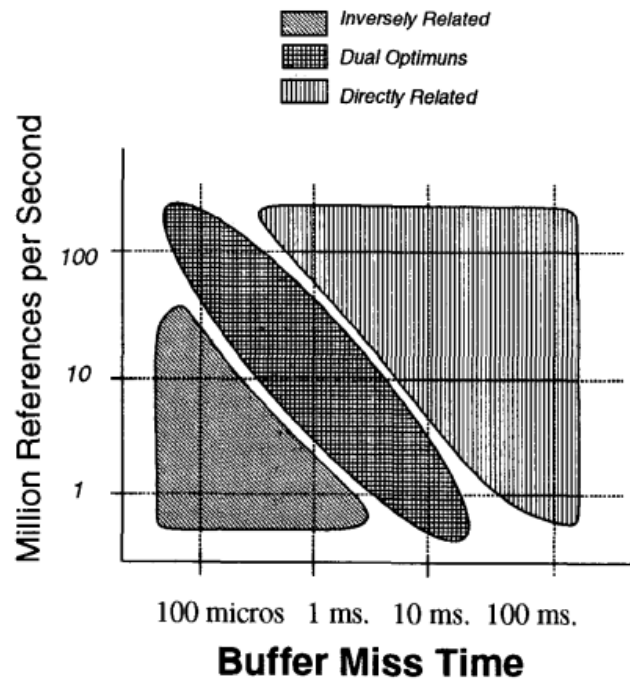 Inversely Related
Dual Optimuns
Directly Related
Million References per Second
100
10
1
100 micros 1 ms. 10 ms. 100 ms.
Buffer Miss Time